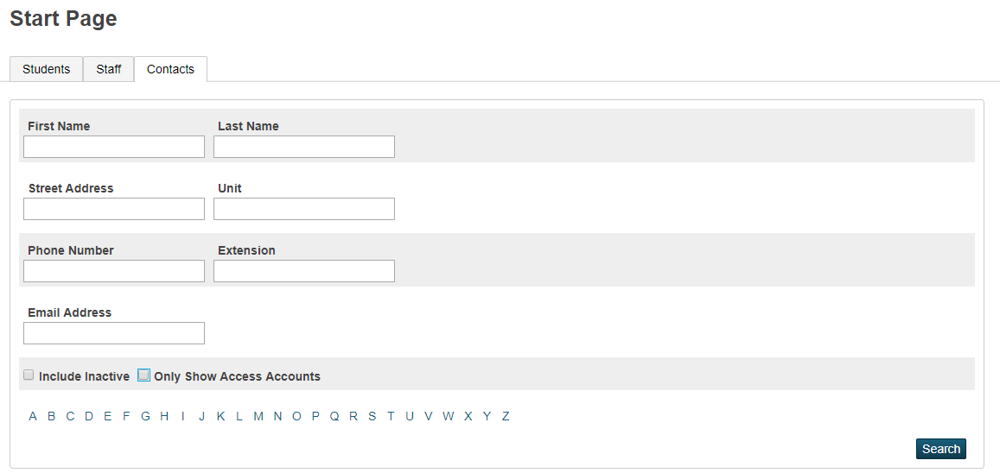 Start Page
Students Staff Contacts
First Name Last Name
Street Address Unit
Phone Number Extension
Email Address
Include Inactive Only Show Access Accounts
A B C D E F G H I J K L M N O P Q R S T U V W X Y Z
Search